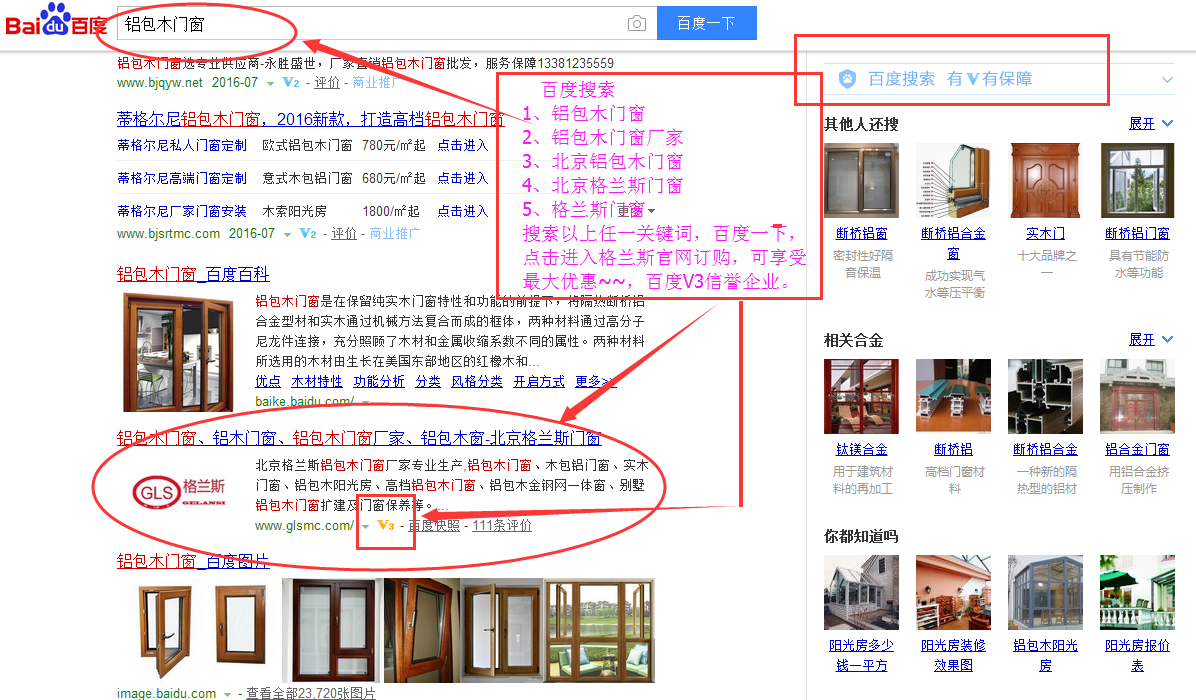 Bai du 百度
铝包木门窗
百度一下
铝包木门窗选专业供应商-永胜盛世，厂家直销铝包木门窗批发，服务保障13381235559
www.bjqyw.net 2016-07 V2 - 评价 - 商业推广
蒂格尔尼铝包木门窗，2016新款，打造高档铝包木门窗
蒂格尔尼私人门窗定制 欧式铝包木门窗 780元/㎡起 点击进入
蒂格尔尼高端门窗定制 意式木包铝门窗 680元/㎡起 点击进入
蒂格尔尼厂家门窗安装 木索阳光房 1800/㎡起 点击进入
www.bjsrtmc.com 2016-07 V2 - 评价 - 商业推广
百度搜索
1、铝包木门窗
2、铝包木门窗厂家
3、北京铝包木门窗
4、北京格兰斯门窗
5、格兰斯门窗
搜索以上任一关键词，百度一下，
点击进入格兰斯官网订购，可享受
最大优惠~~，百度V3信誉企业。
铝包木门窗_百度百科
铝包木门窗是在保留纯实木门窗特性和功能的前提下，将隔热断桥铝
合金型材和实木通过机械方法复合而成的框体，两种材料通过高分子
尼龙件连接，充分照顾了木材和金属收缩系数不同的属性。两种材料
所选用的木材由生长在美国东部地区的红橡木和...
优点 木材特性 功能分析 分类 风格分类 开启方式 更多>>
baike.baidu.com/
铝包木门窗、铝木门窗、铝包木门窗厂家、铝包木窗-北京格兰斯门窗
GLS 格兰斯
GELANSI
北京格兰斯铝包木门窗厂家专业生产,铝包木门窗、木包铝门窗、实木
门窗、铝包木阳光房、高档铝包木门窗、铝包木金钢网一体窗、别墅
铝包木门窗扩建及门窗保养等。...
www.glsmc.com/ V3 - 百度快照 - 111条评价
铝包木门窗_百度图片
image.baidu.com - 查看全部23,720张图片
百度搜索 有V有保障
其他人还搜 展开
断桥铝窗 断桥铝合金 实木门 断桥铝门窗
窗
密封性好隔 成功实现气 十大品牌之 具有节能防
音保温 水等压平衡 一 水等功能
相关合金 展开
钛镁合金 断桥铝 断桥铝合金 铝合金门窗
用于建筑材 高档门窗材 一种新的隔 用铝合金挤
料的再加工 料 热型的铝材 压制作
你都知道吗
阳光房多少 阳光房装修 铝包木阳光 阳光房报价
钱一平方 效果图 房 表